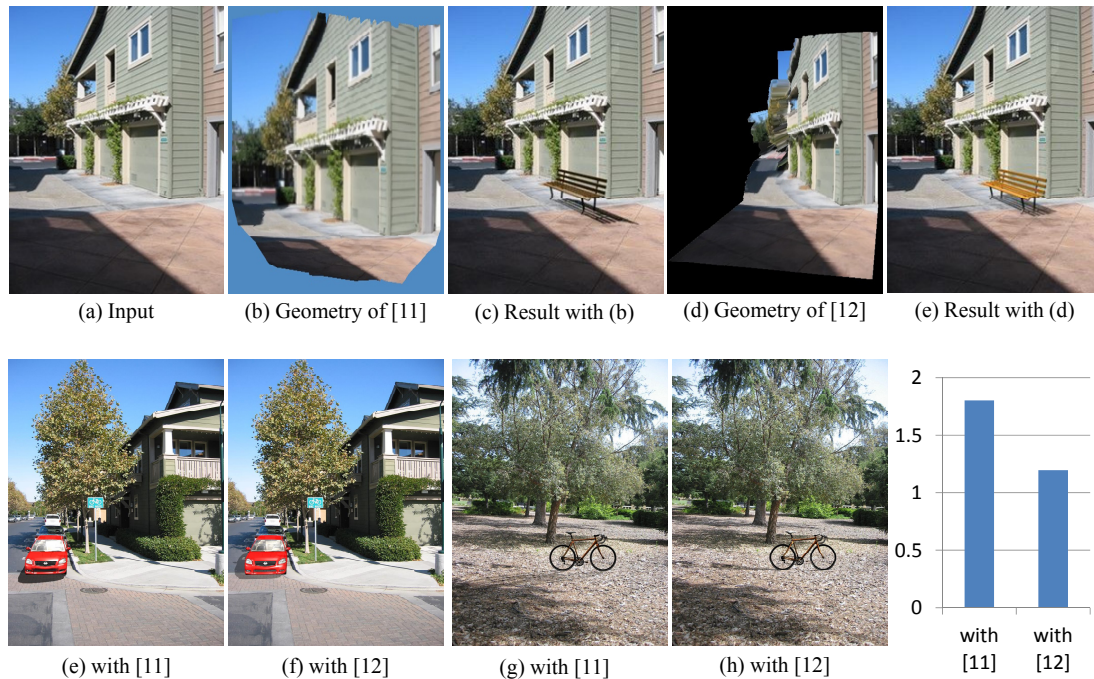 (a) Input
(b) Geometry of [11]
(c) Result with (b)
(d) Geometry of [12]
(e) Result with (d)
(e) with [11]
(f) with [12]
(g) with [11]
(h) with [12]
2
1.5
1
0.5
0
with
[11]
with
[12]